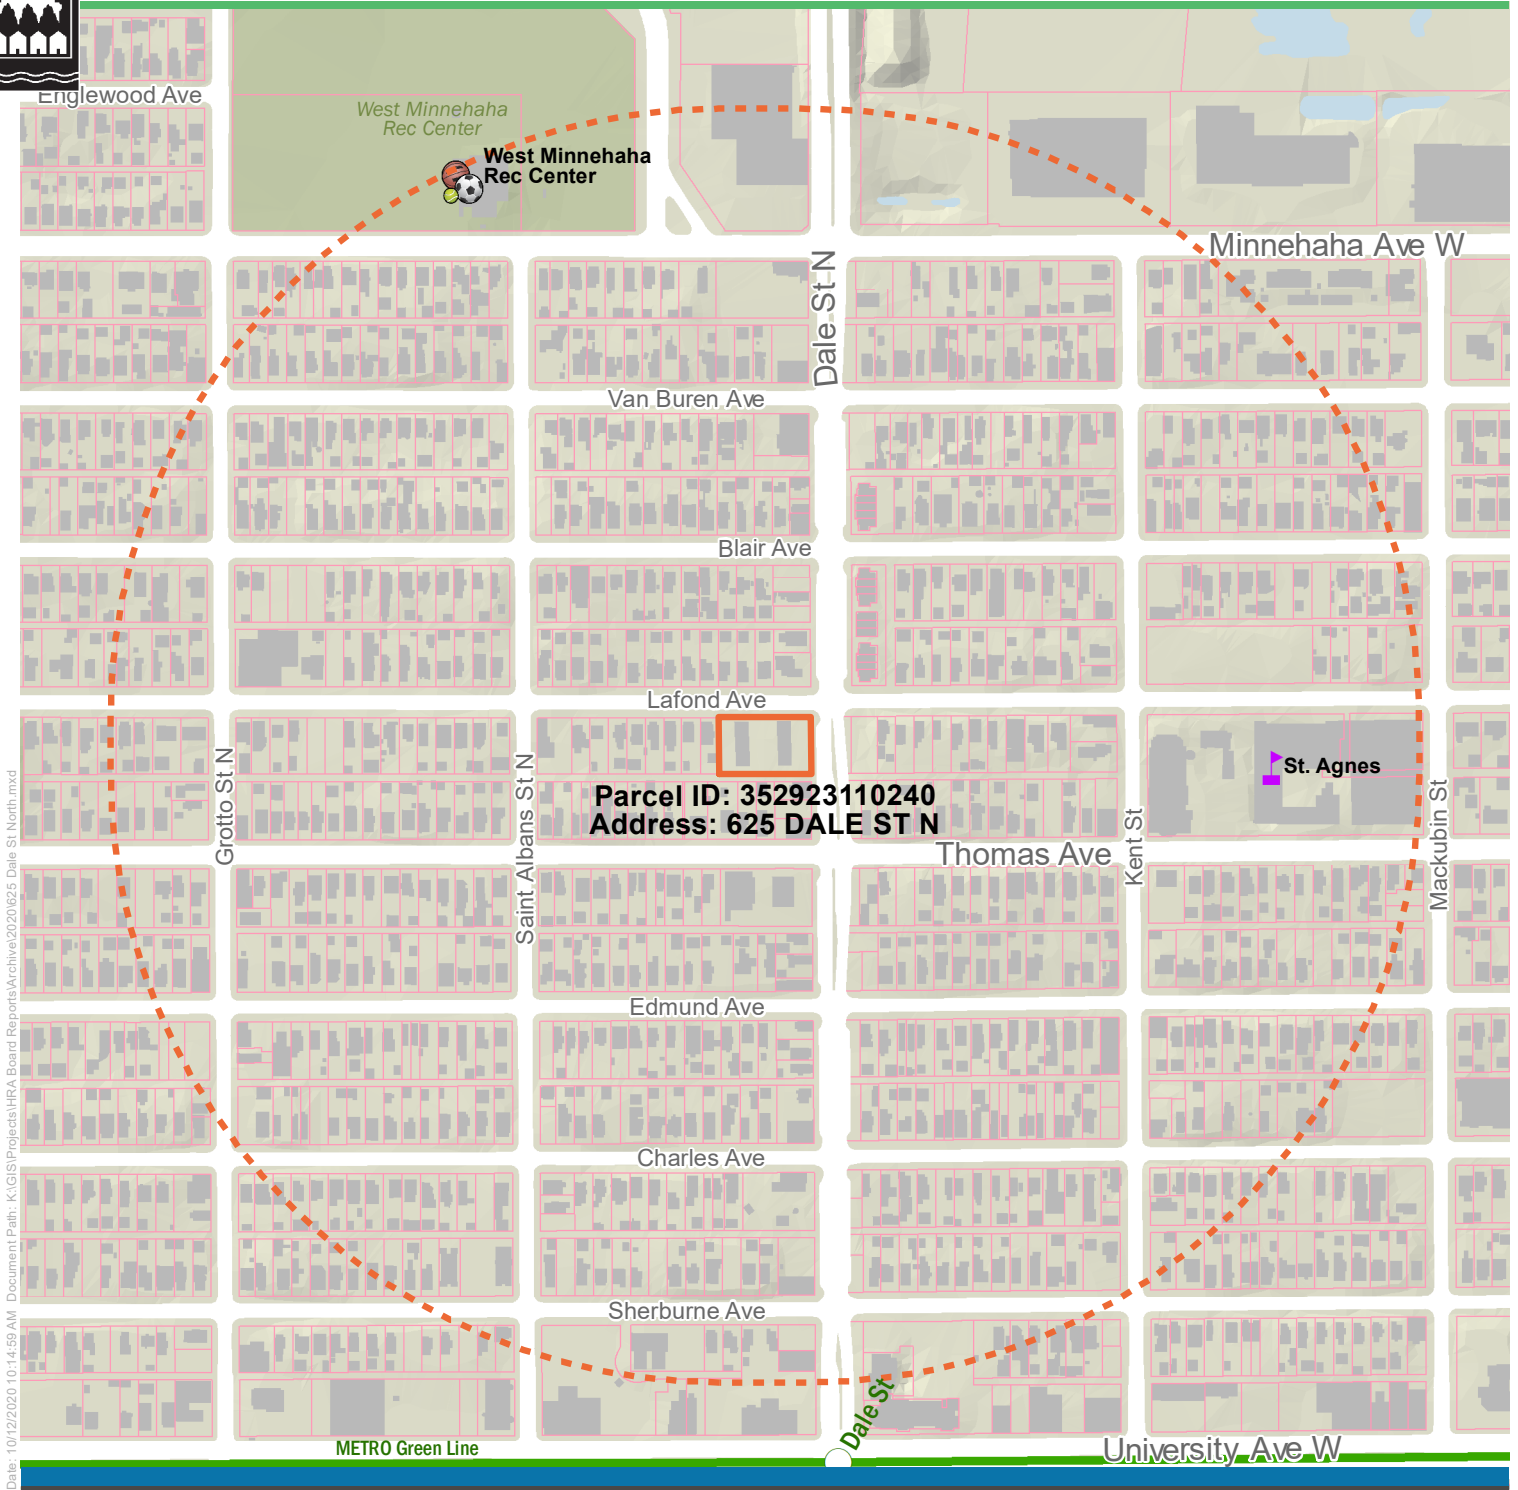 Englewood Ave
West Minnehaha
Rec Center
West Minnehaha
Rec Center
Minnehaha Ave W
Dale St N
Van Buren Ave
Blair Ave
Lafond Ave
Grotto St N
Saint Albans St N
St. Agnes
Parcel ID: 352923110240
Address: 625 DALE ST N
Kent St
Mackubin St
Thomas Ave
Edmund Ave
Charles Ave
Sherburne Ave
Dale St
METRO Green Line
University Ave W
Date: 10/12/2020 10:14:59 AM Document Path: K:\GIS\Projects\HRA Board Reports\Archive\2020\625 Dale St North.mxd